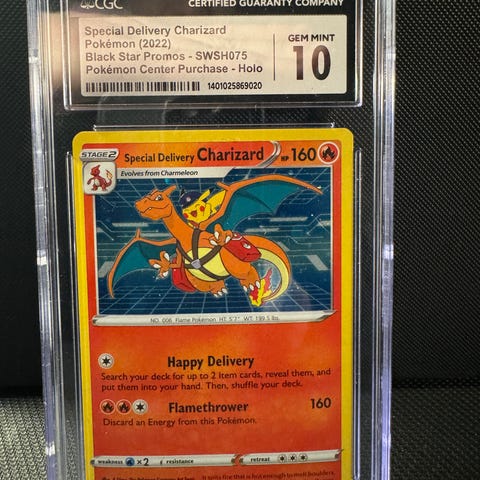 CGC
CERTIFIED GUARANTY COMPANY
Special Delivery Charizard
Pokémon (2022)
Black Star Promos - SWSH075
Pokémon Center Purchase - Holo
GEM MINT
10
1401025869020
STAGE 2
Special Delivery Charizard
HP 160
Evolves from Charmeleon
NO. 006 Flame Pokémon HT: 5'7" WT: 199.5 lbs.
Happy Delivery
Search your deck for up to 2 Item cards, reveal them, and
put them into your hand. Then, shuffle your deck.
Flamethrower 160
Discard an Energy from this Pokémon.
weakness ×2 resistance retreat